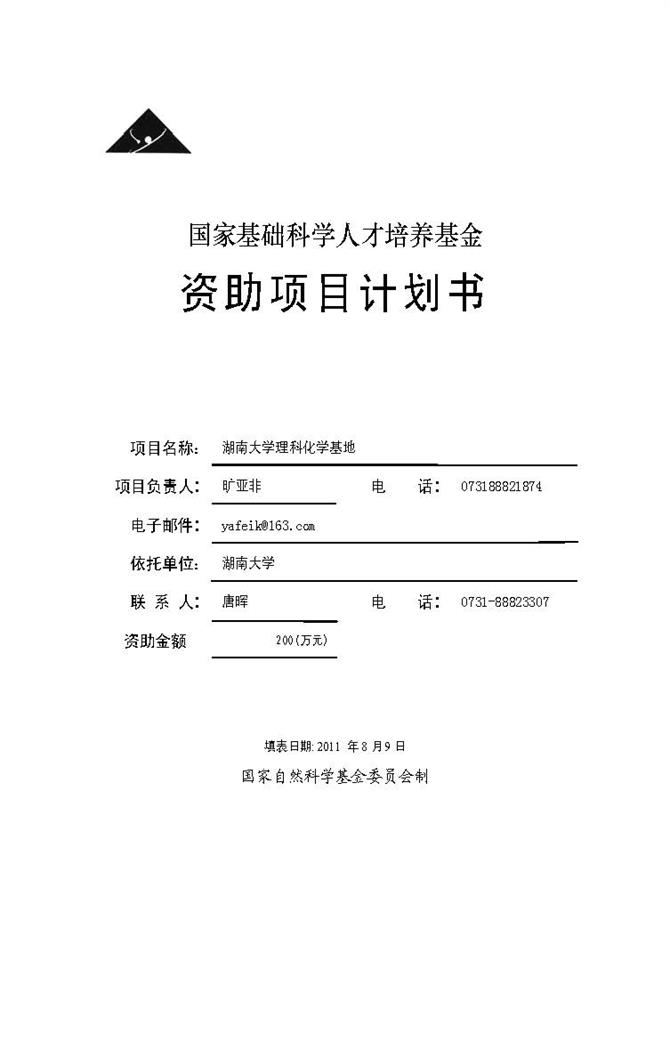 国家基础科学人才培养基金
资助项目计划书
项目名称: 湖南大学理科化学基地
项目负责人: 旷亚非 电 话: 073188821874
电子邮件: yafeik@163.com
依托单位: 湖南大学
联 系 人: 唐晖 电 话: 0731-88823307
资助金额 200(万元)
填表日期:2011 年8月9日
国家自然科学基金委员会制